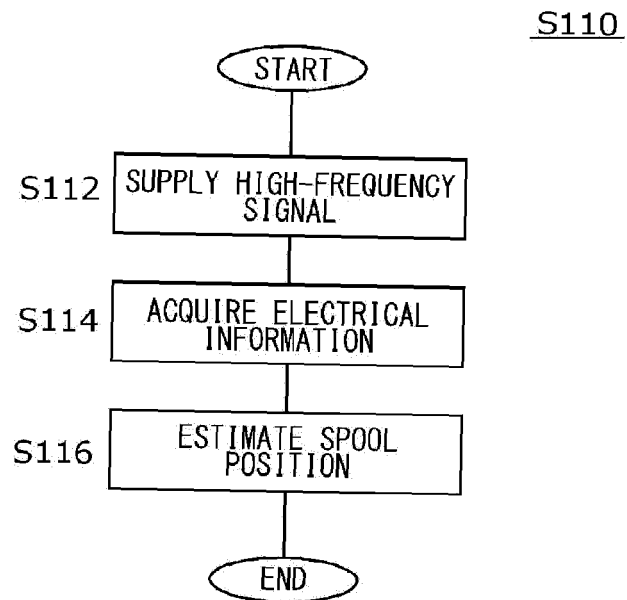 S110
START
S112
SUPPLY HIGH-FREQUENCY
SIGNAL
S114
ACQUIRE ELECTRICAL
INFORMATION
S116
ESTIMATE SPOOL
POSITION
END